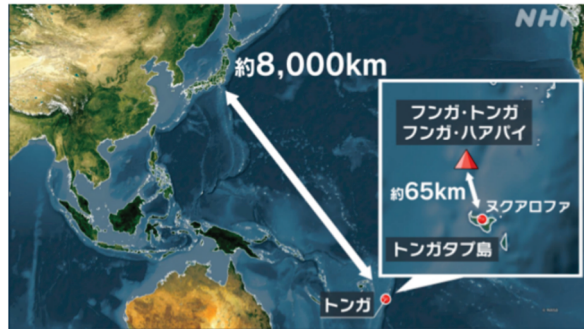 NHK
約8,000km
フンガ・トンガ
フンガ・ハアパイ
約65km
ヌクアロファ
トンガタプ島
トンガ